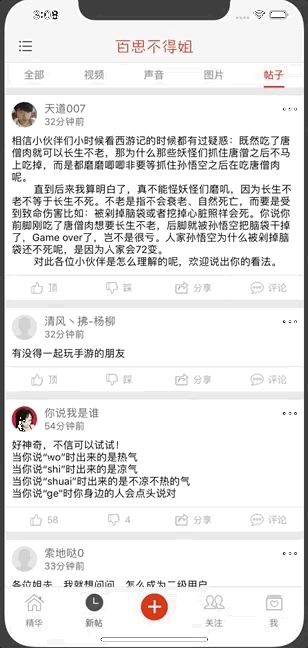 3:08
百思不得姐
全部 视频 声音 图片 帖子
天道007
32分钟前
相信小伙伴们小时候看西游记的时候都有过疑惑：既然吃了唐
僧肉就可以长生不老，那为什么那些妖怪们抓住唐僧之后不马
上吃掉，而是都磨磨唧唧非要等抓住孙悟空之后在吃唐僧肉
呢。
直到后来我算明白了，真不能怪妖怪们磨叽，因为长生不
老不等于长生不死。不老是指不会衰老、自然死亡，而要是受
到致命伤害比如：被剁掉脑袋或者挖掉心脏照样会死。你说你
前脚刚吃了唐僧肉想要长生不老，后脚就被孙悟空把脑袋干掉
了，Game over了，岂不是很亏。人家孙悟空为什么被剁掉脑
袋还不死呢，是因为人家会72变。
对此各位小伙伴是怎么理解的呢，欢迎说出你的看法。
顶 踩 分享 评论
清风丶拂-杨柳
32分钟前
有没得一起玩手游的朋友
顶 踩 分享 评论
你说我是谁
54分钟前
好神奇，不信可以试试！
当你说“wo”时出来的是热气
当你说“shi”时出来的是凉气
当你说“shuai”时出来的是不凉不热的气
当你说“ge”时你身边的人会点头说对
58 4 分享 评论
索地哒0
33分钟前
各位姐夫，我就想问问，怎么成为二级用户
精华 新帖 关注 我